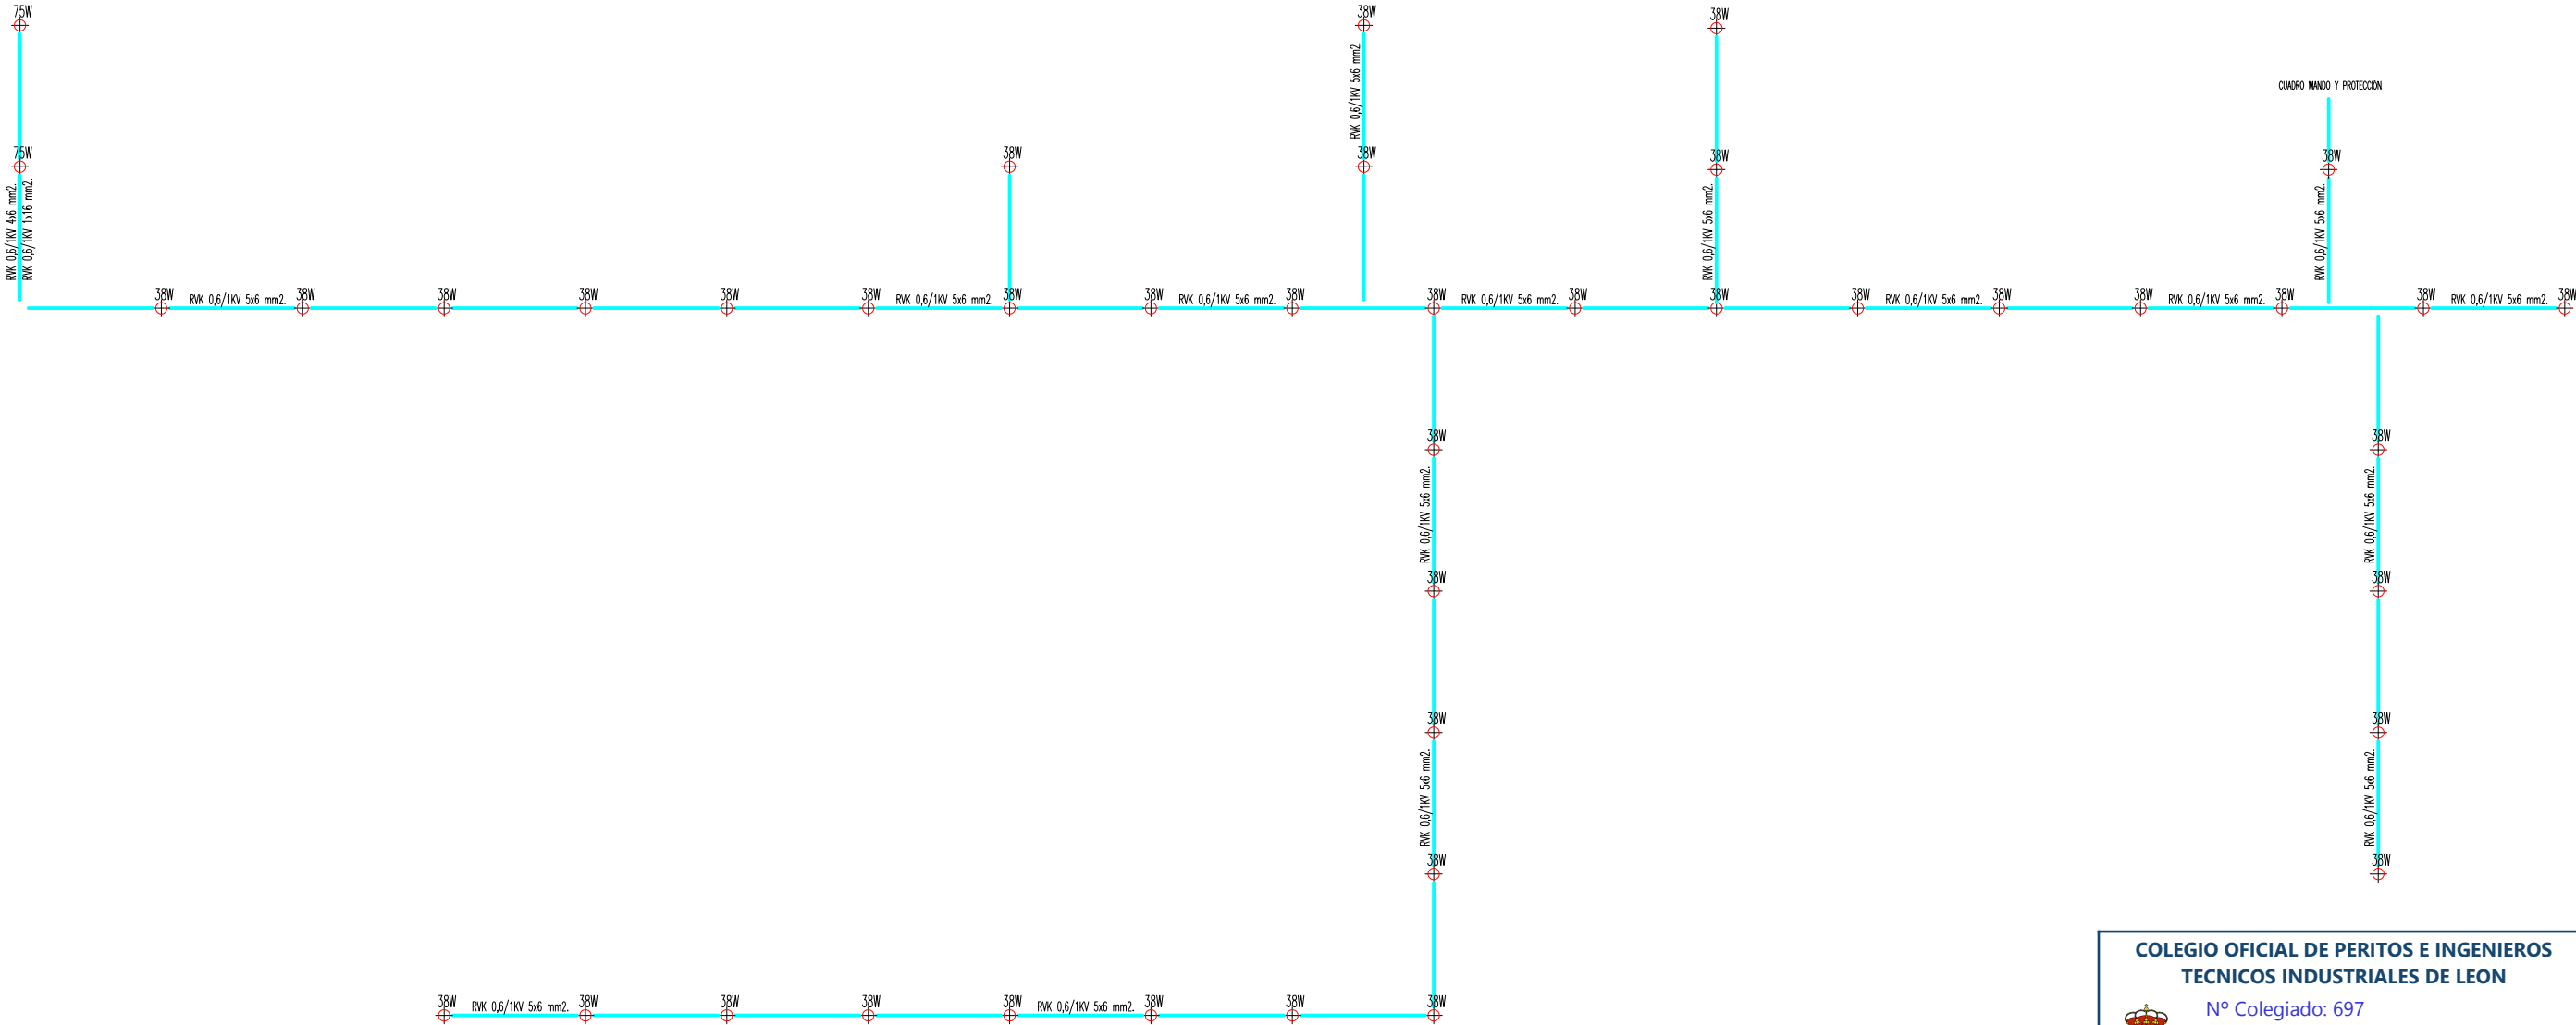 75W
38W
38W
RVK 0,6/1KV 5x6 mm2.
CUADRO MANDO Y PROTECCIÓN
75W
38W
38W
38W
38W
RVK 0,6/1KV 4x6 mm2.
RVK 0,6/1KV 1x16 mm2.
RVK 0,6/1KV 5x6 mm2.
RVK 0,6/1KV 5x6 mm2.
38W
RVK 0,6/1KV 5x6 mm2.
38W
38W
38W
38W
38W
RVK 0,6/1KV 5x6 mm2.
38W
38W
RVK 0,6/1KV 5x6 mm2.
38W
38W
RVK 0,6/1KV 5x6 mm2.
38W
38W
38W
RVK 0,6/1KV 5x6 mm2.
38W
38W
RVK 0,6/1KV 5x6 mm2.
38W
38W
RVK 0,6/1KV 5x6 mm2.
38W
38W
38W
RVK 0,6/1KV 5x6 mm2.
RVK 0,6/1KV 5x6 mm2.
38W
38W
38W
38W
RVK 0,6/1KV 5x6 mm2.
RVK 0,6/1KV 5x6 mm2.
38W
38W
COLEGIO OFICIAL DE PERITOS E INGENIEROS
TECNICOS INDUSTRIALES DE LEON
Nº Colegiado: 697
38W
RVK 0,6/1KV 5x6 mm2.
38W
38W
38W
38W
RVK 0,6/1KV 5x6 mm2.
38W
38W
38W